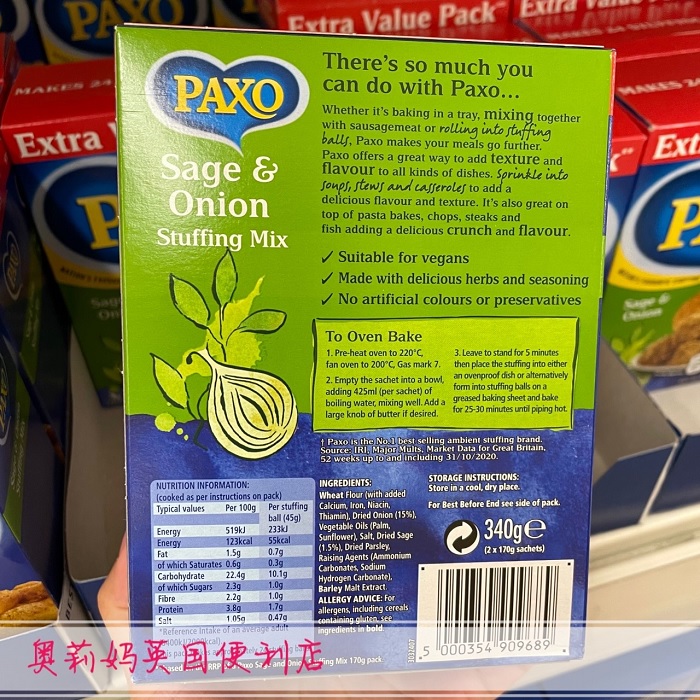 Extra Value Pack
Extra Value Pack
MAKES 24
Extra
PAXO
Sage &
Onion
Stuffing Mix
There's so much you
can do with Paxo...
Whether it's baking in a tray, mixing together
with sausagemeat or rolling into stuffing
balls, Paxo makes your meals go further.
Paxo offers a great way to add texture and
flavour to all kinds of dishes. Sprinkle into
soups, stews and casseroles to add a
delicious flavour and texture. It's also great on
top of pasta bakes, chops, steaks and
fish adding a delicious crunch and flavour.
✓ Suitable for vegans
✓ Made with delicious herbs and seasoning
✓ No artificial colours or preservatives
To Oven Bake
1. Pre-heat oven to 220°C,
fan oven to 200°C, Gas mark 7.
2. Empty the sachet into a bowl,
adding 425ml (per sachet) of
boiling water, mixing well. Add a
large knob of butter if desired.
3. Leave to stand for 5 minutes
then place the stuffing into either
an ovenproof dish or alternatively
form into stuffing balls on a
greased baking sheet and bake
for 25-30 minutes until piping hot.
† Paxo is the No.1 best selling ambient stuffing brand.
Source: IRI, Major Mults, Market Data for Great Britain,
52 weeks up to and including 31/10/2020.
NUTRITION INFORMATION:
(cooked as per instructions on pack)
Typical values Per 100g Per stuffing
ball (45g)
Energy 519kJ 233kJ
Energy 123kcal 55kcal
Fat 1.5g 0.7g
of which Saturates 0.6g 0.3g
Carbohydrate 22.4g 10.1g
of which Sugars 2.3g 1.0g
Fibre 2.2g 1.0g
Protein 3.8g 1.7g
Salt 1.05g 0.47g
*Reference Intake of an average adult
INGREDIENTS:
Wheat Flour (with added
Calcium, Iron, Niacin,
Thiamin), Dried Onion (15%),
Vegetable Oils (Palm,
Sunflower), Salt, Dried Sage
(1.5%), Dried Parsley,
Raising Agents (Ammonium
Carbonates, Sodium
Hydrogen Carbonate),
Barley Malt Extract.
ALLERGY ADVICE: For
allergens, including cereals
containing gluten, see
ingredients in bold.
STORAGE INSTRUCTIONS:
Store in a cool, dry place.
For Best Before End see side of pack.
340g℮
(2 x 170g sachets)
3032407
5 000354 909689
奥莉妈英国便利店
Ext